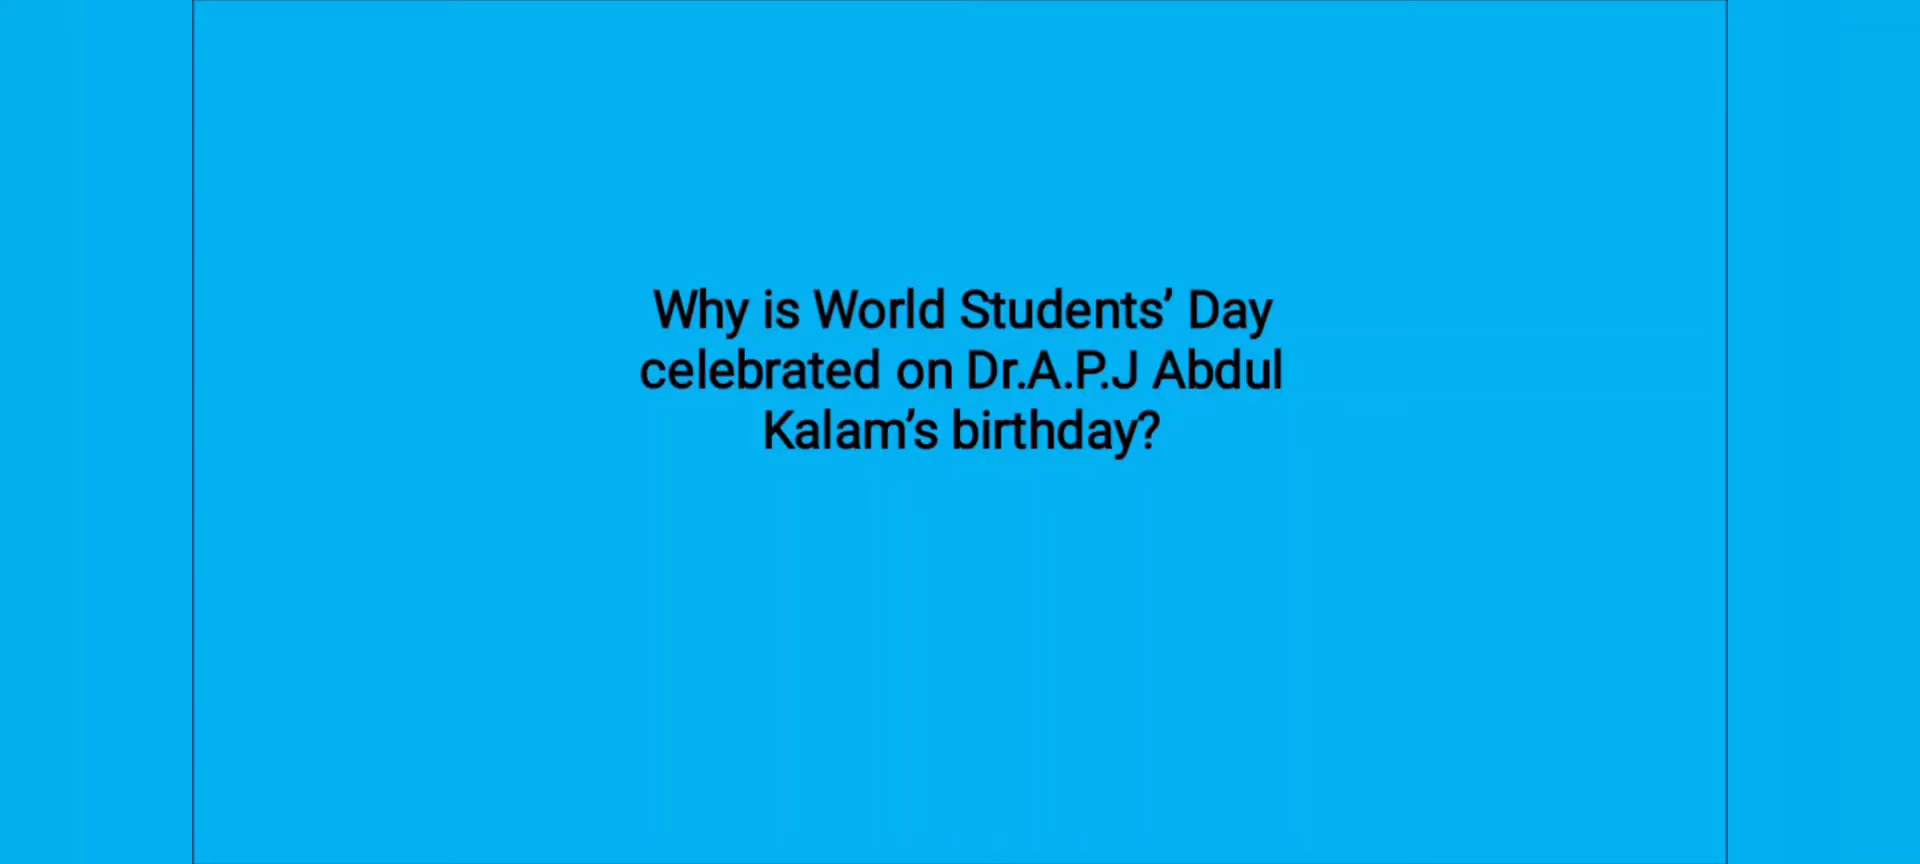 Why is World Students’ Day
celebrated on Dr.A.P.J Abdul
Kalam’s birthday?